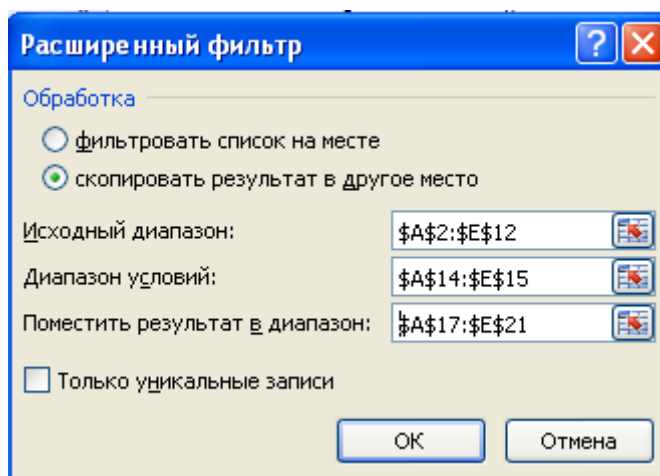 Расширенный фильтр
Обработка
фильтровать список на месте
скопировать результат в другое место
Исходный диапазон: $A$2:$E$12
Диапазон условий: $A$14:$E$15
Поместить результат в диапазон: $A$17:$E$21
Только уникальные записи
ОК Отмена